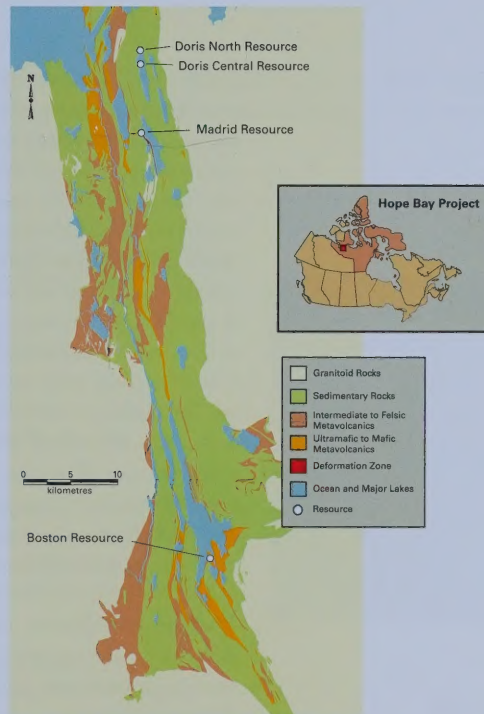 Doris North Resource
Doris Central Resource
N
Madrid Resource
Hope Bay Project
Granitoid Rocks
Sedimentary Rocks
Intermediate to Felsic
Metavolcanics
Ultramafic to Mafic
Metavolcanics
Deformation Zone
Ocean and Major Lakes
Resource
0 5 10
kilometres
Boston Resource